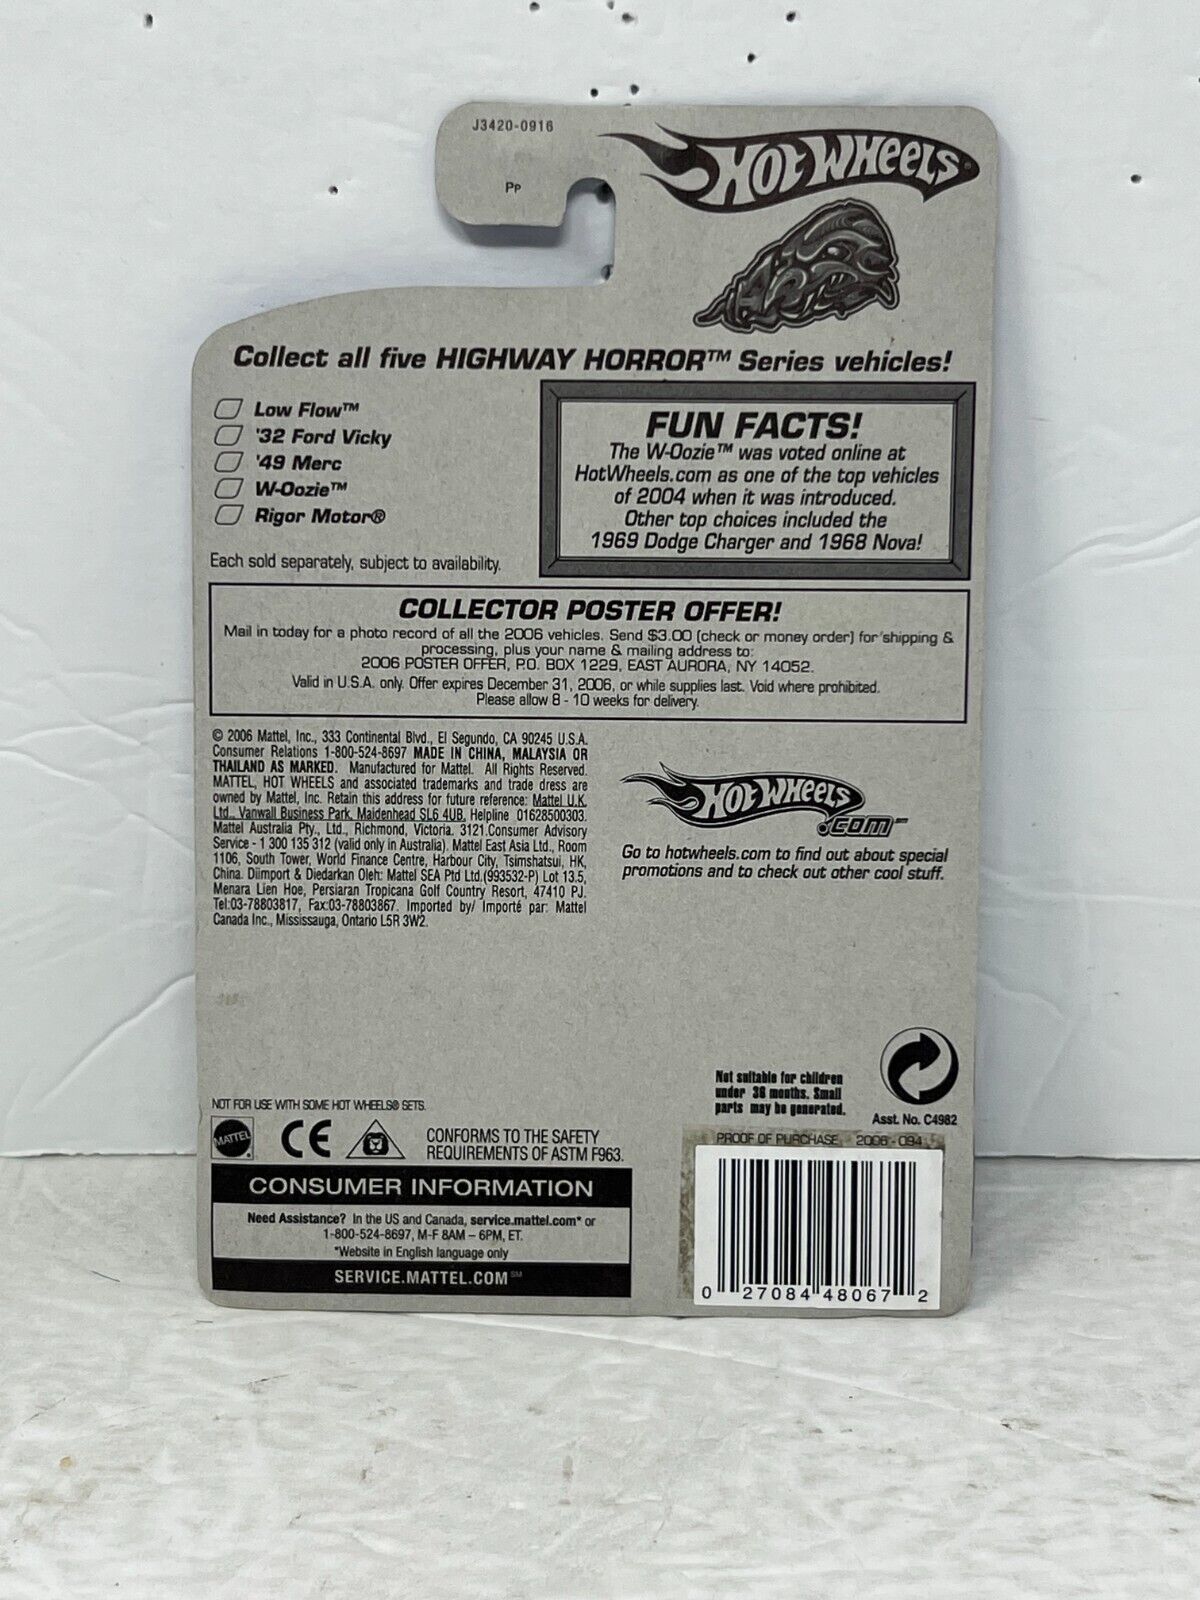 J3420-0916
Pp
HOT WHEELS®
Collect all five HIGHWAY HORROR™ Series vehicles!
Low Flow™
'32 Ford Vicky
'49 Merc
W-Oozie™
Rigor Motor®
Each sold separately, subject to availability.
FUN FACTS!
The W-Oozie™ was voted online at
HotWheels.com as one of the top vehicles
of 2004 when it was introduced.
Other top choices included the
1969 Dodge Charger and 1968 Nova!
COLLECTOR POSTER OFFER!
Mail in today for a photo record of all the 2006 vehicles. Send $3.00 (check or money order) for shipping &
processing, plus your name & mailing address to:
2006 POSTER OFFER, P.O. BOX 1229, EAST AURORA, NY 14052.
Valid in U.S.A. only. Offer expires December 31, 2006, or while supplies last. Void where prohibited.
Please allow 8 - 10 weeks for delivery.
© 2006 Mattel, Inc., 333 Continental Blvd., El Segundo, CA 90245 U.S.A.
Consumer Relations 1-800-524-8697 MADE IN CHINA, MALAYSIA OR
THAILAND AS MARKED. Manufactured for Mattel. All Rights Reserved.
MATTEL, HOT WHEELS and associated trademarks and trade dress are
owned by Mattel, Inc. Retain this address for future reference: Mattel U.K.
Ltd., Vanwall Business Park, Maidenhead SL6 4UB, Helpline 01628500303.
Mattel Australia Pty., Ltd., Richmond, Victoria. 3121.Consumer Advisory
Service - 1 300 135 312 (valid only in Australia). Mattel East Asia Ltd., Room
1106, South Tower, World Finance Centre, Harbour City, Tsimshatsui, HK,
China. Diimport & Diedarkan Oleh: Mattel SEA Ptd Ltd.(993532-P) Lot 13.5,
Menara Lien Hoe, Persiaran Tropicana Golf Country Resort, 47410 PJ.
Tel:03-78803817, Fax:03-78803867. Imported by/ Importé par: Mattel
Canada Inc., Mississauga, Ontario L5R 3W2.
HOT WHEELS
.COM™
Go to hotwheels.com to find out about special
promotions and to check out other cool stuff.
Not suitable for children
under 36 months. Small
parts may be generated.
Asst. No. C4982
NOT FOR USE WITH SOME HOT WHEELS® SETS.
MATTEL
CE
CONFORMS TO THE SAFETY
REQUIREMENTS OF ASTM F963.
PROOF OF PURCHASE 2006 - 094
CONSUMER INFORMATION
Need Assistance? In the US and Canada, service.mattel.com* or
1-800-524-8697, M-F 8AM – 6PM, ET.
*Website in English language only
SERVICE.MATTEL.COM℠
0 27084 48067 2